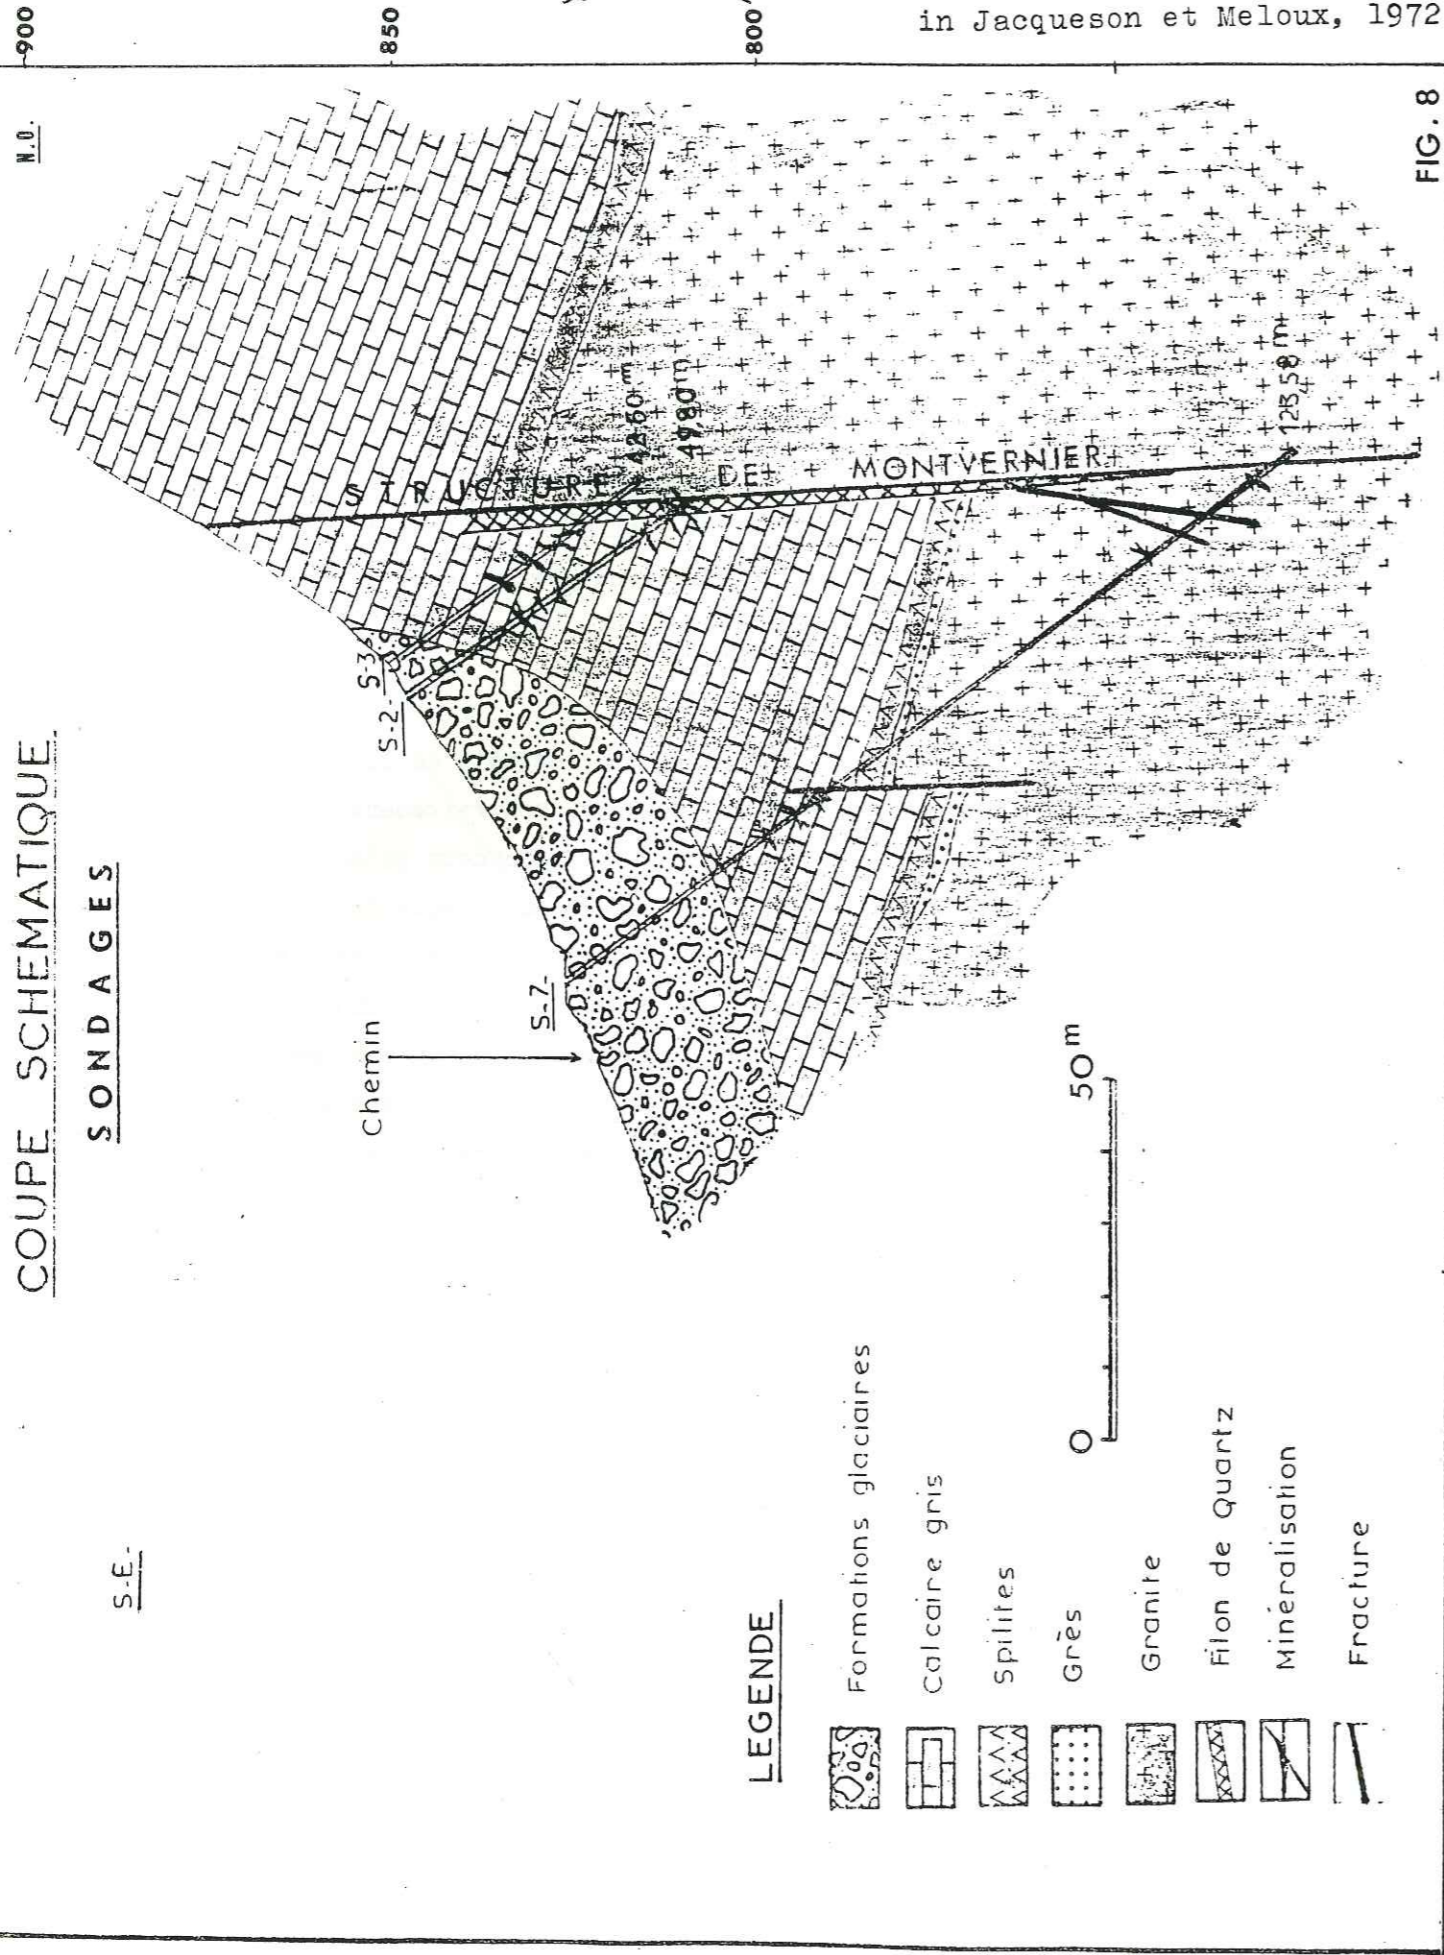 in Jacqueson et Meloux, 1972
COUPE SCHEMATIQUE
SONDAGES
S-E-
N.O.
900
850
800
Chemin
S-3-
S-2-
S-7-
STRUCTURE DE MONTVERNIER
42,60 m
49,80 m
123,58 m
0 50 m
LEGENDE
Formations glaciaires
Calcaire gris
Spilites
Grès
Granite
Filon de Quartz
Minéralisation
Fracture
FIG. 8